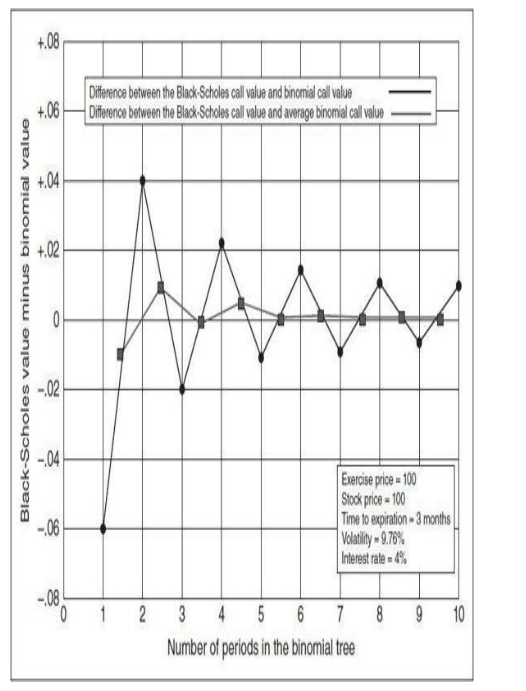 +.08
Difference between the Black-Scholes call value and binomial call value
Difference between the Black-Scholes call value and average binomial call value
+.06
+.04
+.02
0
-.02
-.04
-.06
-.08
Black-Scholes value minus binomial value
Exercise price = 100
Stock price = 100
Time to expiration = 3 months
Volatility = 9.76%
Interest rate = 4%
0 1 2 3 4 5 6 7 8 9 10
Number of periods in the binomial tree